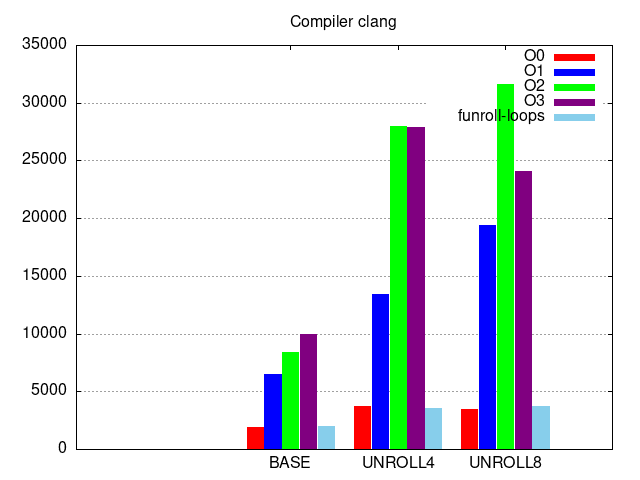 Compiler clang
35000
30000
25000
20000
15000
10000
5000
0
O0
O1
O2
O3
funroll-loops
BASE UNROLL4 UNROLL8